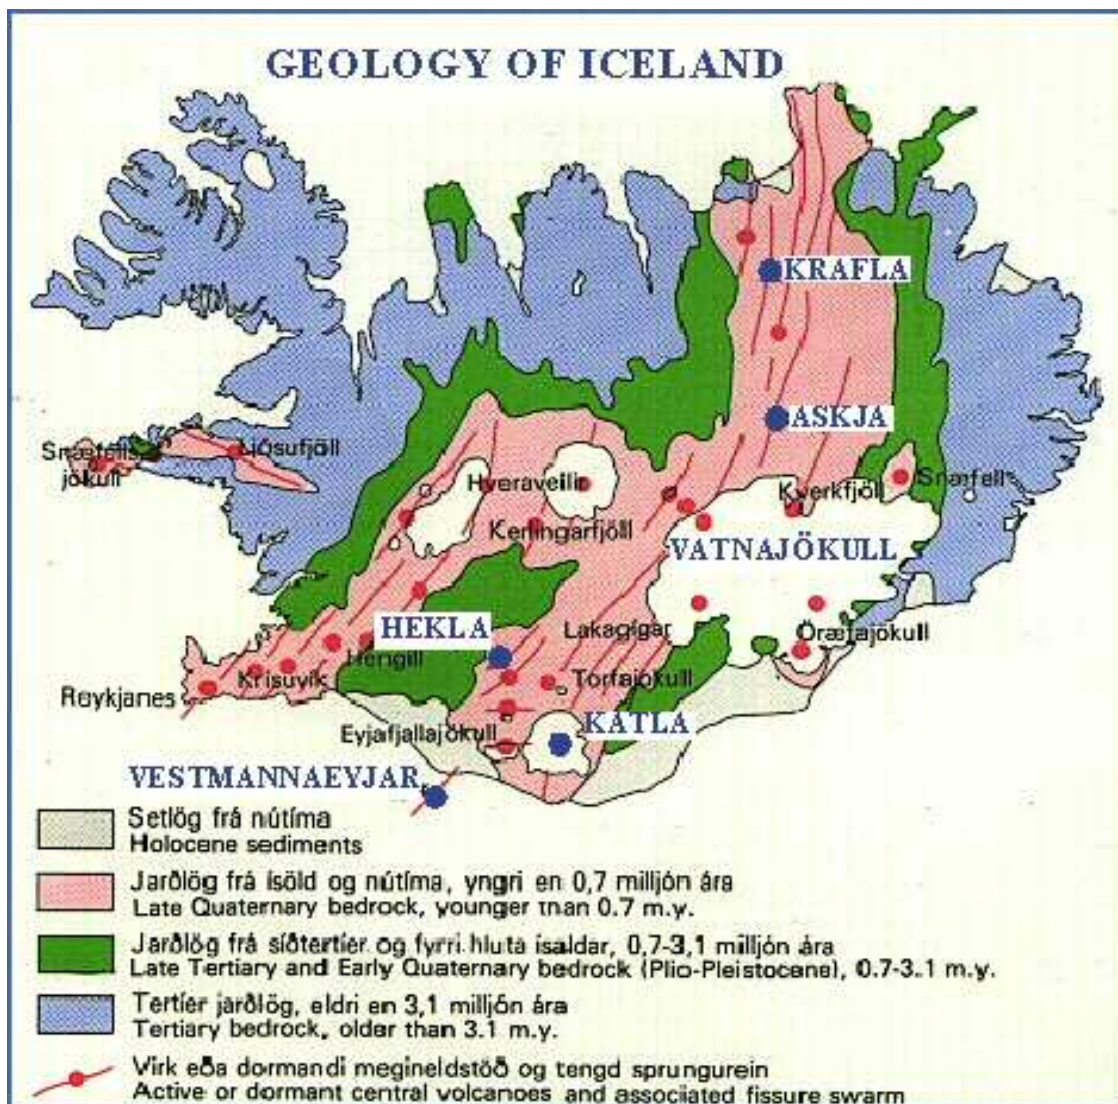 GEOLOGY OF ICELAND
KRAFLA
ASKJA
Snæfells
jökull
Ljósufjöll
Hveravellir
Kerlingarfjöll
Kverkfjöll
Snæfell
VATNAJÖKULL
HEKLA
Lakagígar
Öræfajökull
Hengill
Krisuvik
Reykjanes
Torfajökull
KATLA
Eyjafjallajökull
VESTMANNAEYJAR
Setlög frá nútíma
Holocene sediments
Jarðlög frá ísöld og nútíma, yngri en 0,7 milljón ára
Late Quaternary bedrock, younger than 0.7 m.y.
Jarðlög frá síðtertíer og fyrri hluta ísaldar, 0,7-3,1 milljón ára
Late Tertiary and Early Quaternary bedrock (Plio-Pleistocene), 0.7-3.1 m.y.
Tertíer jarðlög, eldri en 3,1 milljón ára
Tertiary bedrock, older than 3.1 m.y.
Virk eða dormandi megineldstöð og tengd sprungurein
Active or dormant central volcanoes and associated fissure swarm